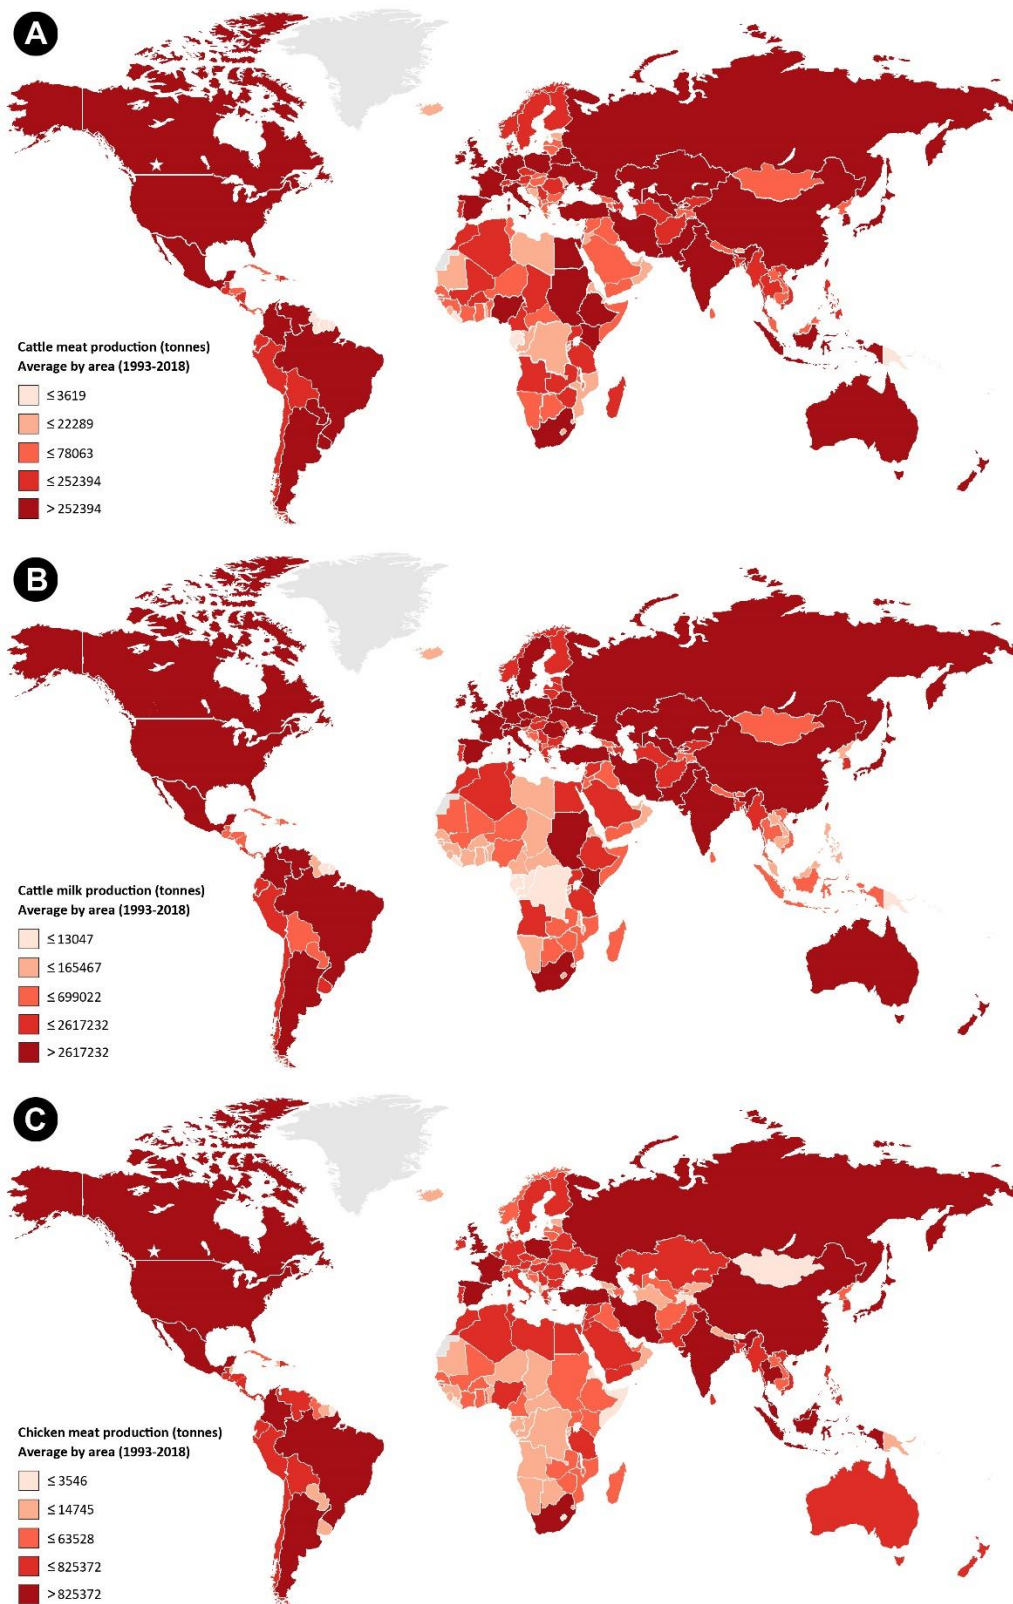 A
Cattle meat production (tonnes)
Average by area (1993-2018)
≤ 3619
≤ 22289
≤ 78063
≤ 252394
> 252394
B
Cattle milk production (tonnes)
Average by area (1993-2018)
≤ 13047
≤ 165467
≤ 699022
≤ 2617232
> 2617232
C
Chicken meat production (tonnes)
Average by area (1993-2018)
≤ 3546
≤ 14745
≤ 63528
≤ 825372
> 825372